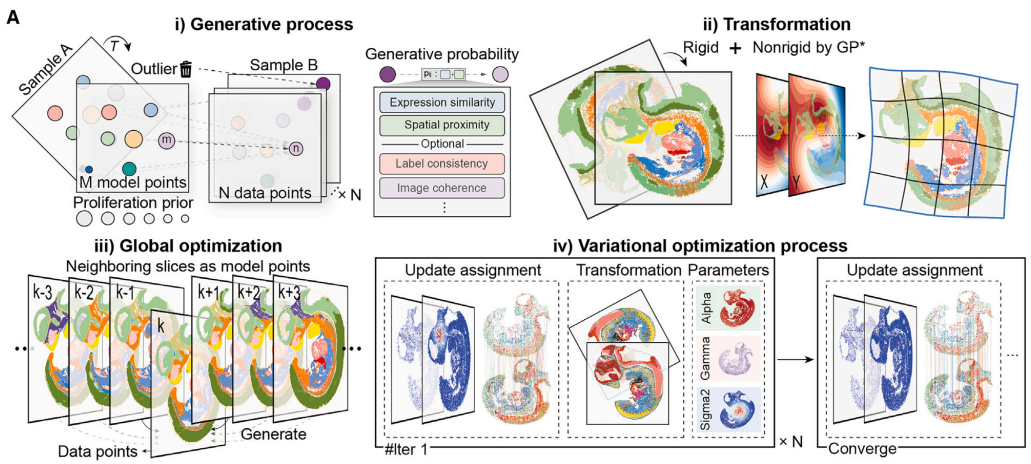 A
i) Generative process
Sample A
T
Outlier
Sample B
m
n
M model points
N data points
× N
Proliferation prior
Generative probability
pi :
Expression similarity
Spatial proximity
Optional
Label consistency
Image coherence
ii) Transformation
Rigid + Nonrigid by GP*
X
Y
iii) Global optimization
Neighboring slices as model points
k-3
k-2
k-1
k
k+1
k+2
k+3
Generate
Data points
iv) Variational optimization process
Update assignment
Transformation
Parameters
Alpha
Gamma
Sigma2
#Iter 1
× N
Update assignment
...
Converge